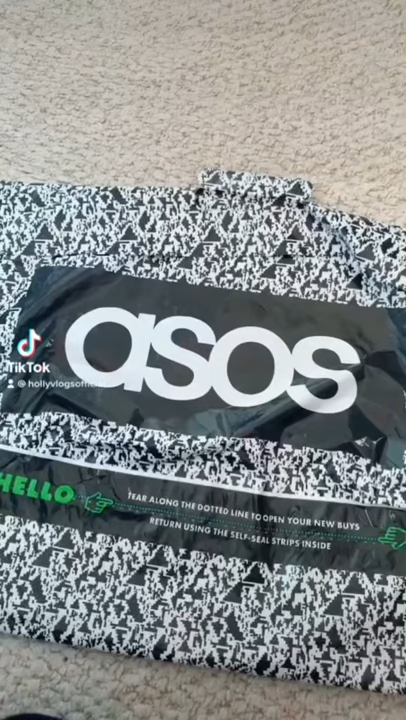 asos
TikTok
@hollyvlogsoffici
HELLO
TEAR ALONG THE DOTTED LINE TO OPEN YOUR NEW BUYS
RETURN USING THE SELF-SEAL STRIPS INSIDE